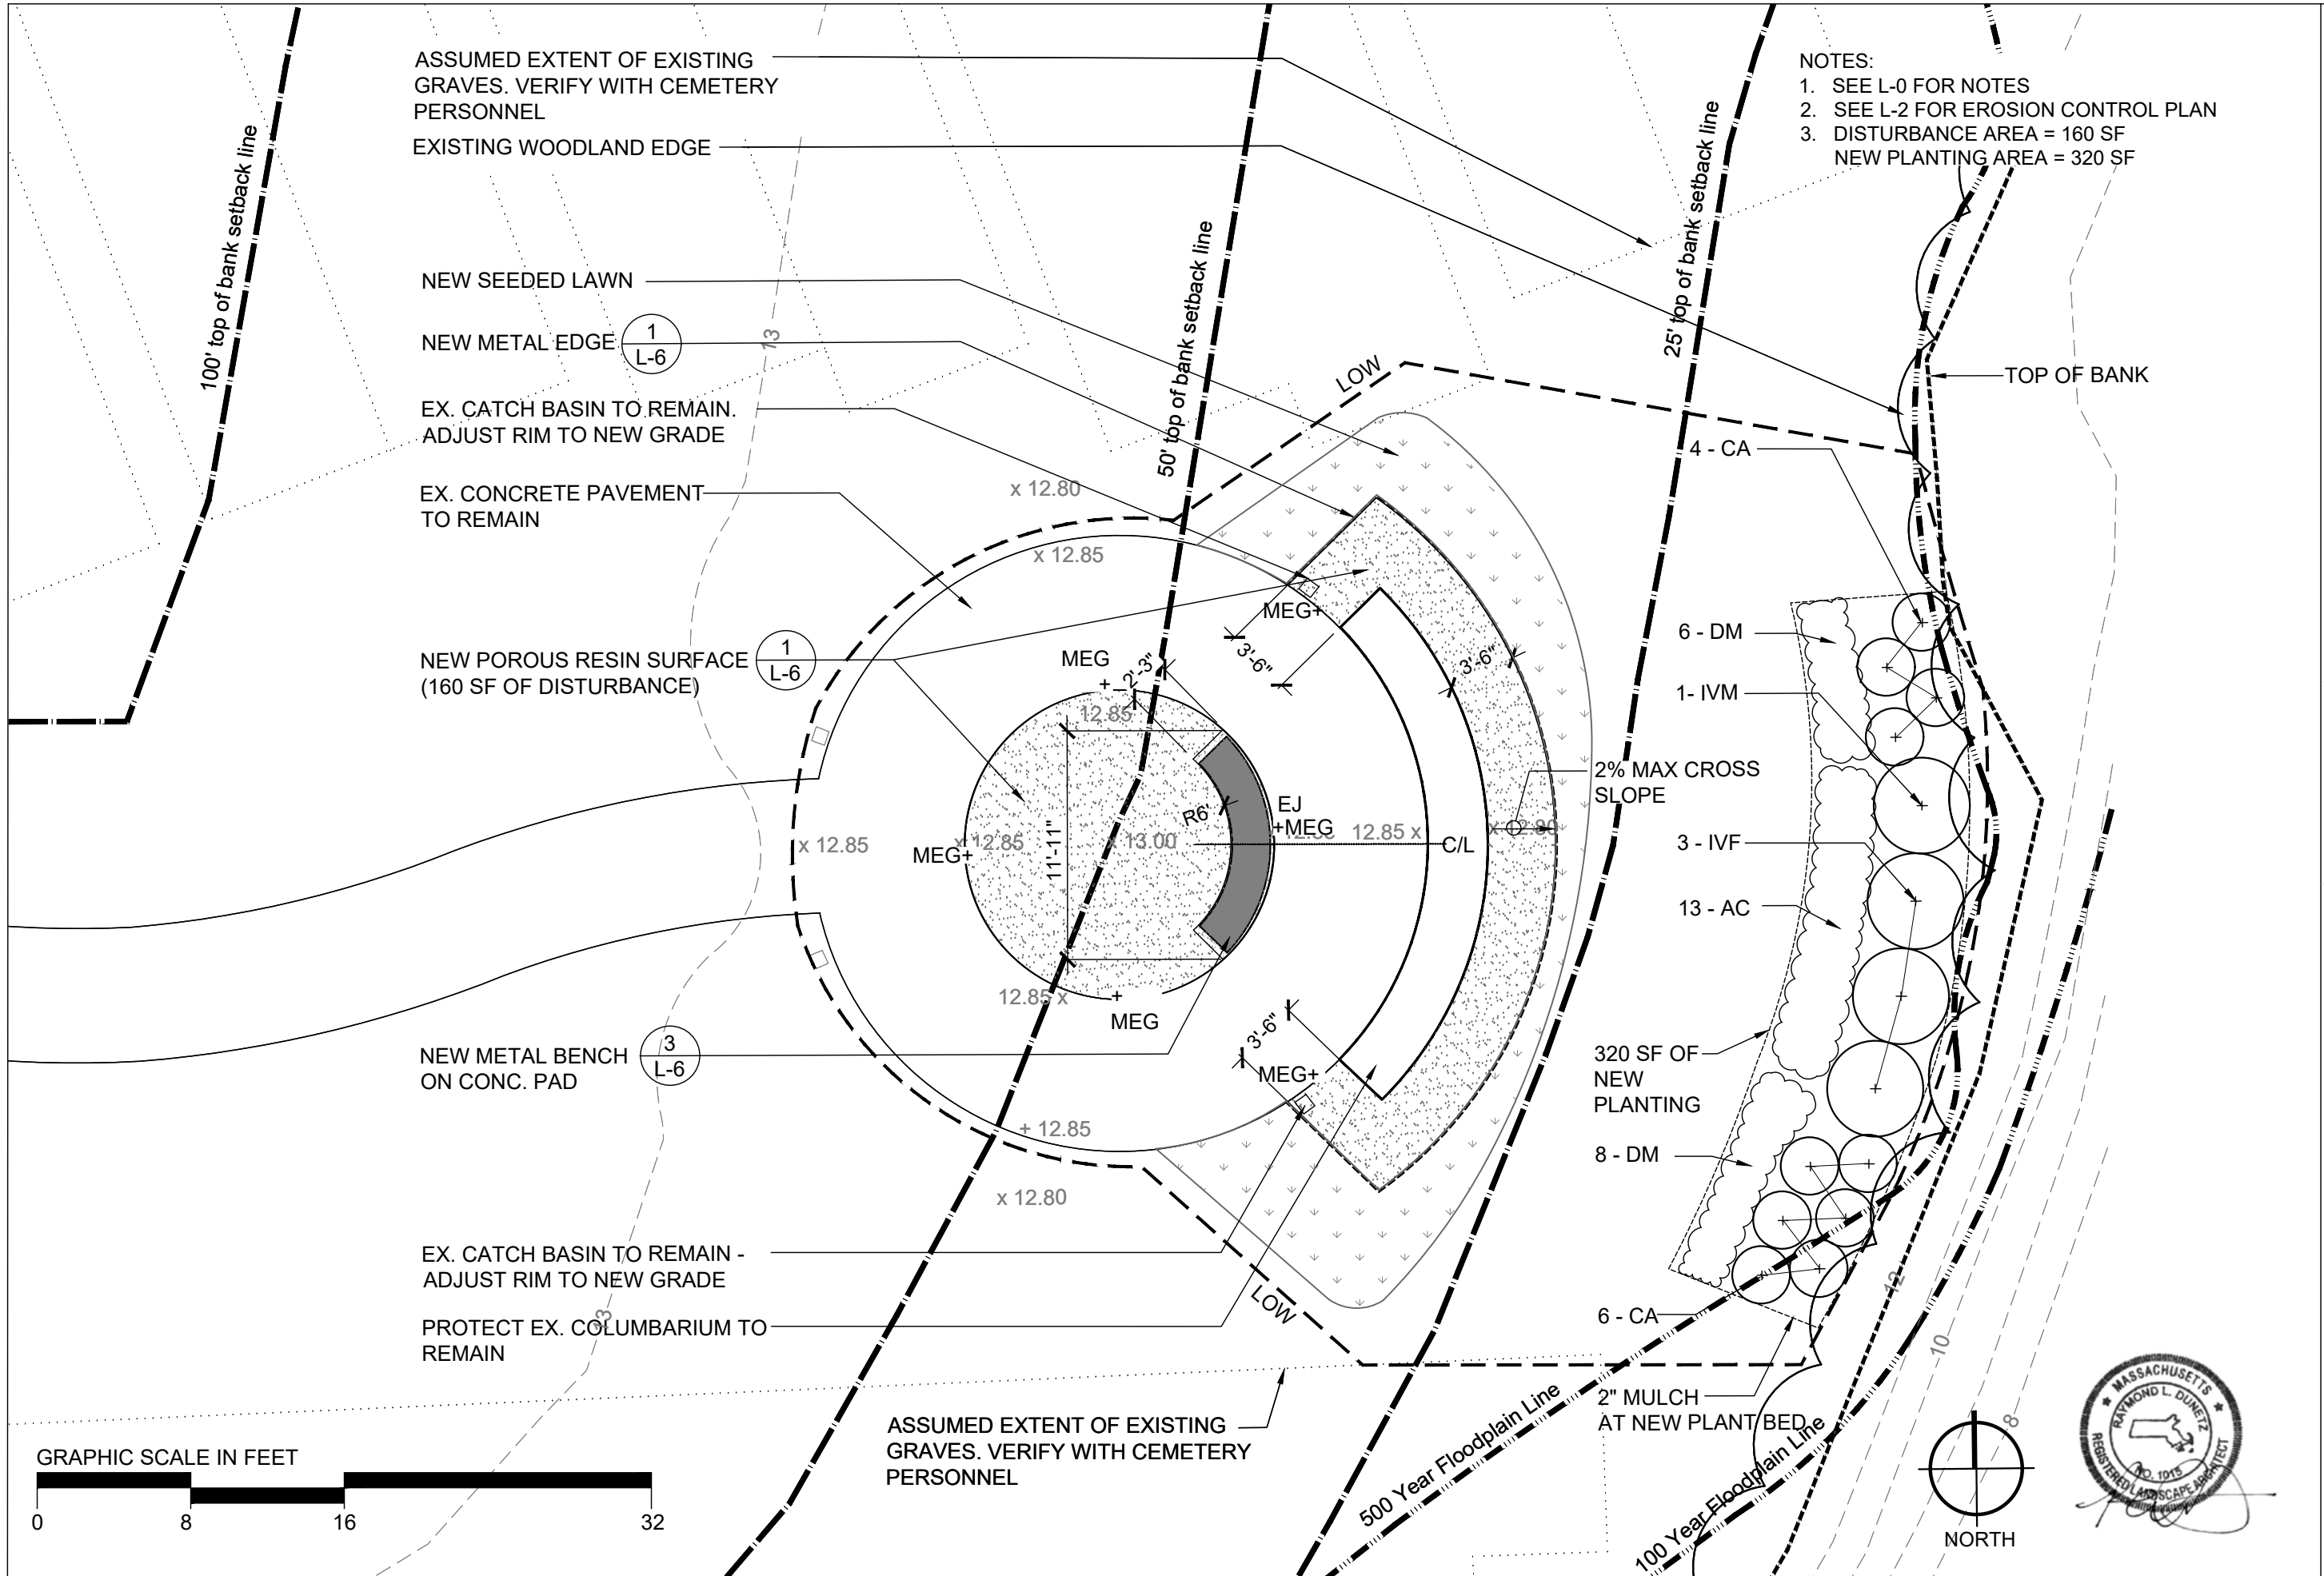 ASSUMED EXTENT OF EXISTING
GRAVES. VERIFY WITH CEMETERY
PERSONNEL
EXISTING WOODLAND EDGE
NOTES:
1. SEE L-0 FOR NOTES
2. SEE L-2 FOR EROSION CONTROL PLAN
3. DISTURBANCE AREA = 160 SF
NEW PLANTING AREA = 320 SF
100' top of bank setback line
50' top of bank setback line
25' top of bank setback line
NEW SEEDED LAWN
NEW METAL EDGE
1
L-6
13
EX. CATCH BASIN TO REMAIN.
ADJUST RIM TO NEW GRADE
EX. CONCRETE PAVEMENT
TO REMAIN
LOW
TOP OF BANK
4 - CA
x 12.80
x 12.85
NEW POROUS RESIN SURFACE
(160 SF OF DISTURBANCE)
1
L-6
MEG+
3'-6"
MEG
+
2'-3"
12.85
3'-6"
6 - DM
1- IVM
2% MAX CROSS
SLOPE
EJ
+MEG
R6'
11'-11"
x 12.85
MEG+
x 12.85
x 13.00
12.85 x
C/L
x 12.80
3 - IVF
13 - AC
12.85 x
+
MEG
3'-6"
MEG+
NEW METAL BENCH
ON CONC. PAD
3
L-6
320 SF OF
NEW
PLANTING
+ 12.85
8 - DM
x 12.80
EX. CATCH BASIN TO REMAIN -
ADJUST RIM TO NEW GRADE
LOW
6 - CA
PROTECT EX. COLUMBARIUM TO
REMAIN
13
12
10
8
2" MULCH
AT NEW PLANT BED
ASSUMED EXTENT OF EXISTING
GRAVES. VERIFY WITH CEMETERY
PERSONNEL
500 Year Floodplain Line
100 Year Floodplain Line
GRAPHIC SCALE IN FEET
0 8 16 32
NORTH
MASSACHUSETTS
RAYMOND L. DUNETZ
NO. 1015
REGISTERED LANDSCAPE ARCHITECT